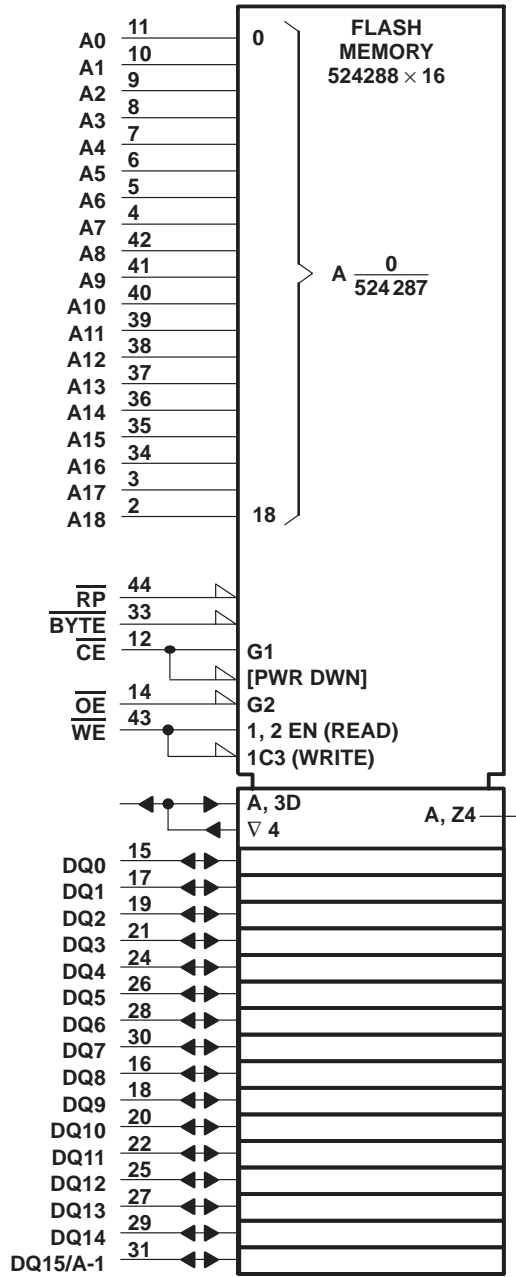 FLASH
MEMORY
524288 × 16
A0 11 0
A1 10
A2 9
A3 8
A4 7
A5 6
A6 5
A7 4
A8 42
A9 41
A 0
524 287
A10 40
A11 39
A12 38
A13 37
A14 36
A15 35
A16 34
A17 3
A18 2 18
RP 44
BYTE 33
CE 12 G1
[PWR DWN]
OE 14 G2
WE 43 1, 2 EN (READ)
1C3 (WRITE)
A, 3D
A, Z4
∇ 4
DQ0 15
DQ1 17
DQ2 19
DQ3 21
DQ4 24
DQ5 26
DQ6 28
DQ7 30
DQ8 16
DQ9 18
DQ10 20
DQ11 22
DQ12 25
DQ13 27
DQ14 29
DQ15/A-1 31